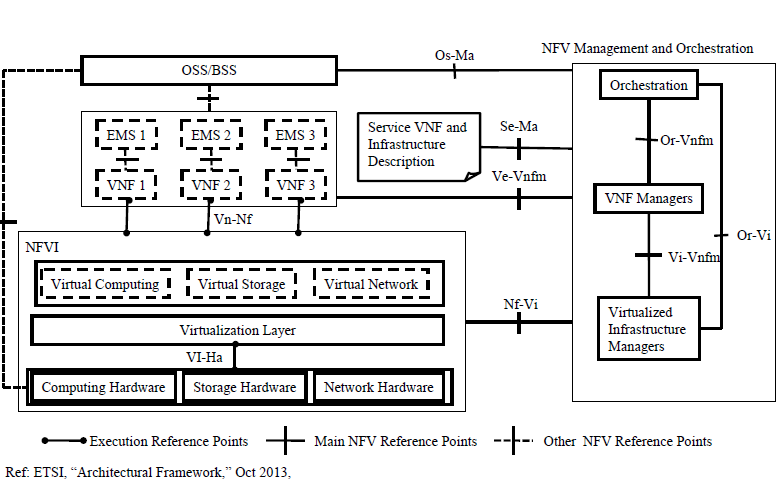 NFV Management and Orchestration
Os-Ma
OSS/BSS
Orchestration
EMS 1
EMS 2
EMS 3
Service VNF and
Infrastructure
Description
Se-Ma
Or-Vnfm
VNF 1
VNF 2
VNF 3
Ve-Vnfm
VNF Managers
Vn-Nf
Or-Vi
NFVI
Vi-Vnfm
Virtual Computing
Virtual Storage
Virtual Network
Nf-Vi
Virtualized
Infrastructure
Managers
Virtualization Layer
VI-Ha
Computing Hardware
Storage Hardware
Network Hardware
Execution Reference Points
Main NFV Reference Points
Other NFV Reference Points
Ref: ETSI, “Architectural Framework,” Oct 2013,